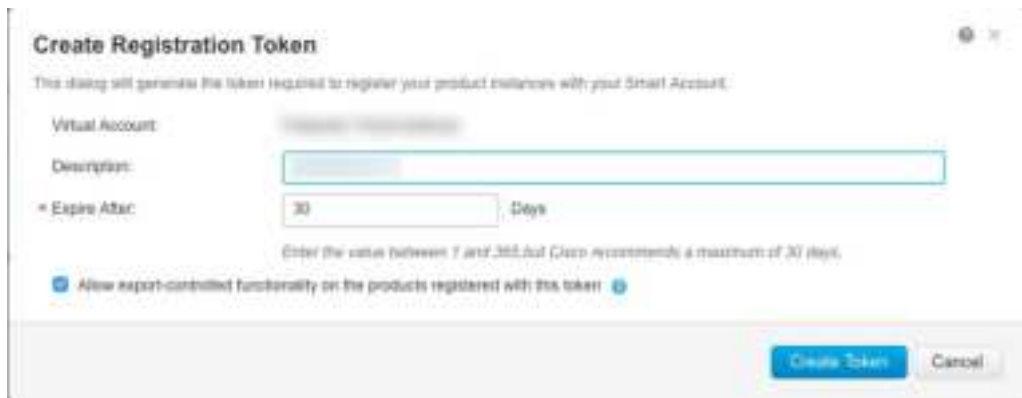 Create Registration Token
This dialog will generate the token required to register your product instances with your Smart Account.
Virtual Account:
Description:
* Expire After: 30 Days
Enter the value between 1 and 365, but Cisco recommends a maximum of 30 days.
Allow export-controlled functionality on the products registered with this token
Create Token Cancel